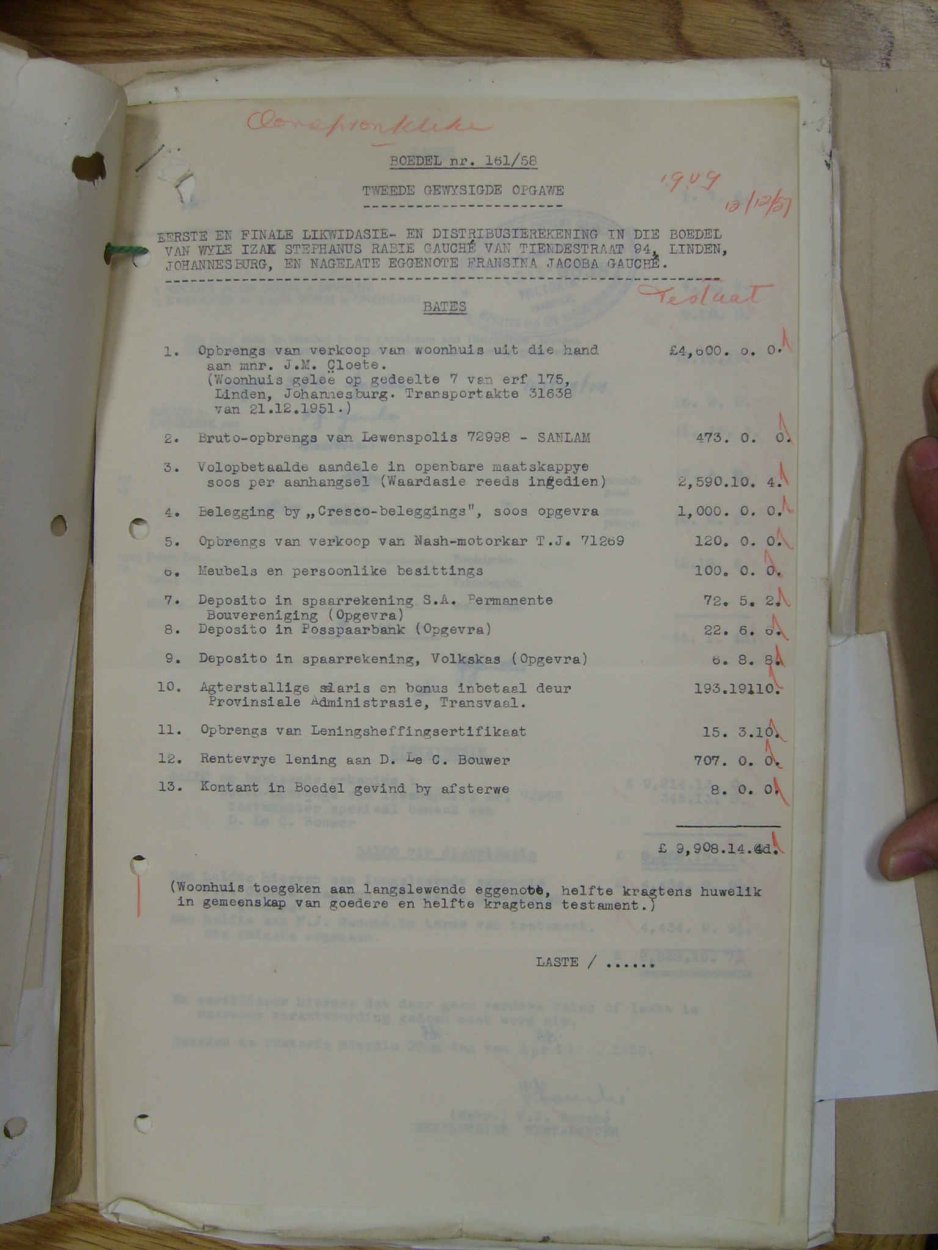 Oorspronklike
BOEDEL nr. 161/58
TWEEDE GEWYSIGDE OPGAWE
1909
12/12/57
EERSTE EN FINALE LIKWIDASIE- EN DISTRIBUSIEREKENING IN DIE BOEDEL
VAN WYLE IZAK STEPHANUS RABIE GAUCHÉ VAN TIENDESTRAAT 94, LINDEN,
JOHANNESBURG, EN NAGELATE EGGENOTE FRANSINA JACOBA GAUCHÉ.
Testaat
BATES
1. Opbrengs van verkoop van woonhuis uit die hand £4,600. 0. 0.
aan mnr. J.M. Cloete.
(Woonhuis geleë op gedeelte 7 van erf 175,
Linden, Johannesburg. Transportakte 31638
van 21.12.1951.)
2. Bruto-opbrengs van Lewenspolis 72998 - SANLAM 473. 0. 0.
3. Volopbetaalde aandele in openbare maatskappye
soos per aanhangsel (Waardasie reeds ingedien) 2,590.10. 4.
4. Belegging by „Cresco-beleggings", soos opgevra 1,000. 0. 0.
5. Opbrengs van verkoop van Nash-motorkar T.J. 71269 120. 0. 0.
6. Meubels en persoonlike besittings 100. 0. 0.
7. Deposito in spaarrekening S.A. Permanente 72. 5. 2.
Bouvereniging (Opgevra)
8. Deposito in Posspaarbank (Opgevra) 22. 6. 6.
9. Deposito in spaarrekening, Volkskas (Opgevra) 6. 8. 8.
10. Agterstallige salaris en bonus inbetaal deur 193.19.10.
Provinsiale Administrasie, Transvaal.
11. Opbrengs van Leningsheffingsertifikaat 15. 3.10.
12. Rentevrye lening aan D. Le C. Bouwer 707. 0. 0.
13. Kontant in Boedel gevind by afsterwe 8. 0. 0.
£ 9,908.14.4d.
(Woonhuis toegeken aan langslewende eggenote, helfte kragtens huwelik
in gemeenskap van goedere en helfte kragtens testament.)
LASTE / ......